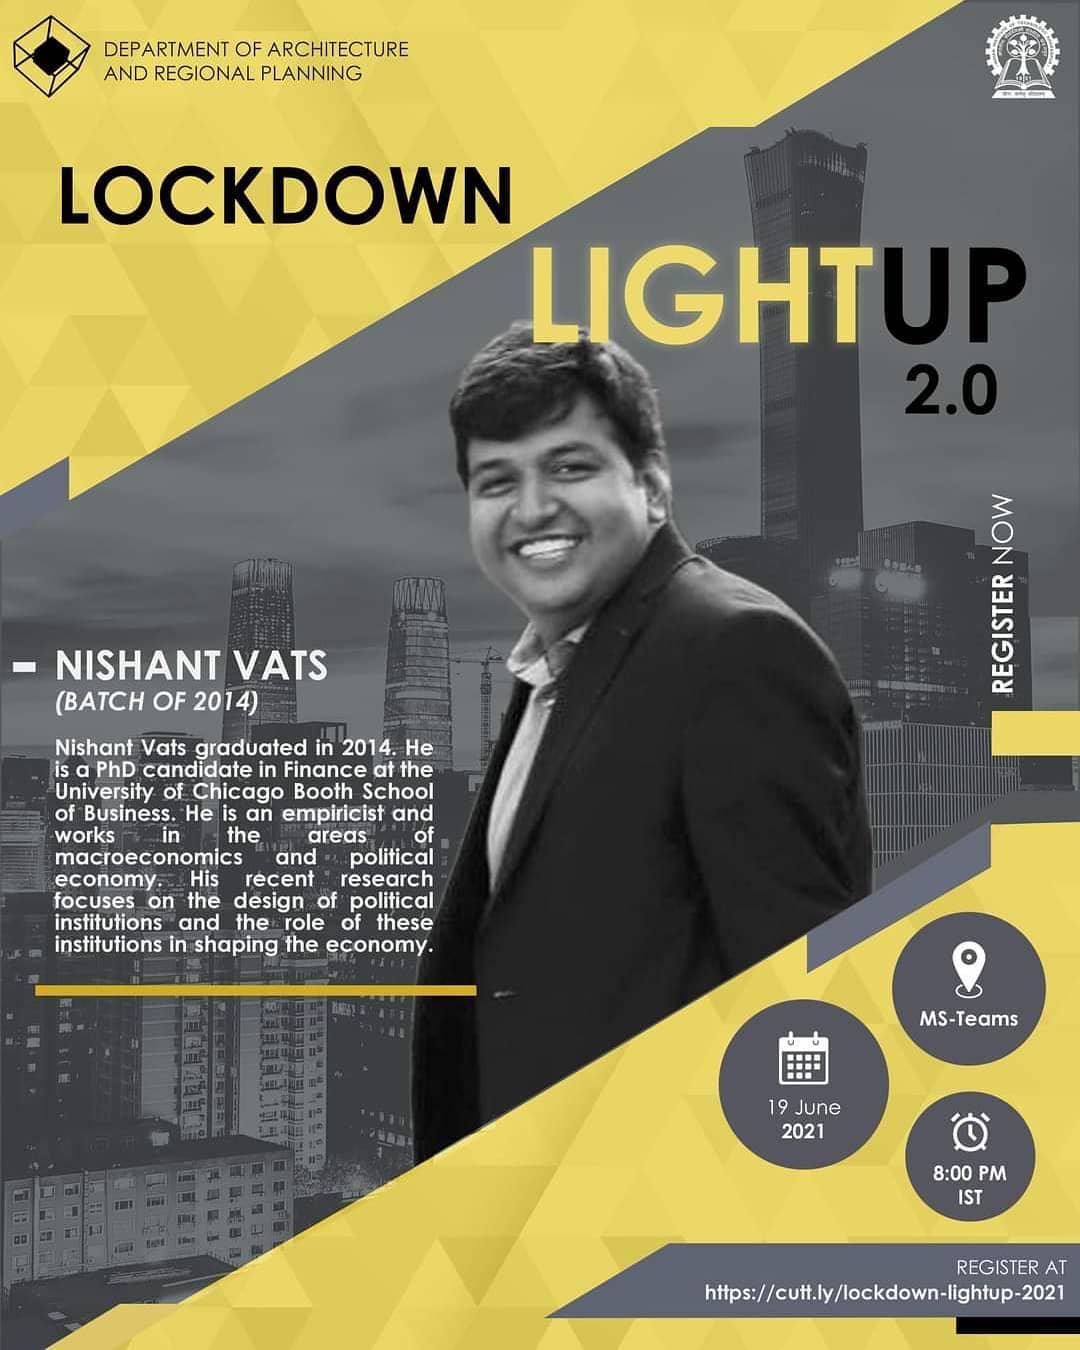 DEPARTMENT OF ARCHITECTURE
AND REGIONAL PLANNING
LOCKDOWN
LIGHTUP
2.0
REGISTER NOW
NISHANT VATS
(BATCH OF 2014)
Nishant Vats graduated in 2014. He
is a PhD candidate in Finance at the
University of Chicago Booth School
of Business. He is an empiricist and
works in the areas of
macroeconomics and political
economy. His recent research
focuses on the design of political
institutions and the role of these
institutions in shaping the economy.
MS-Teams
19 June
2021
8:00 PM
IST
REGISTER AT
https://cutt.ly/lockdown-lightup-2021